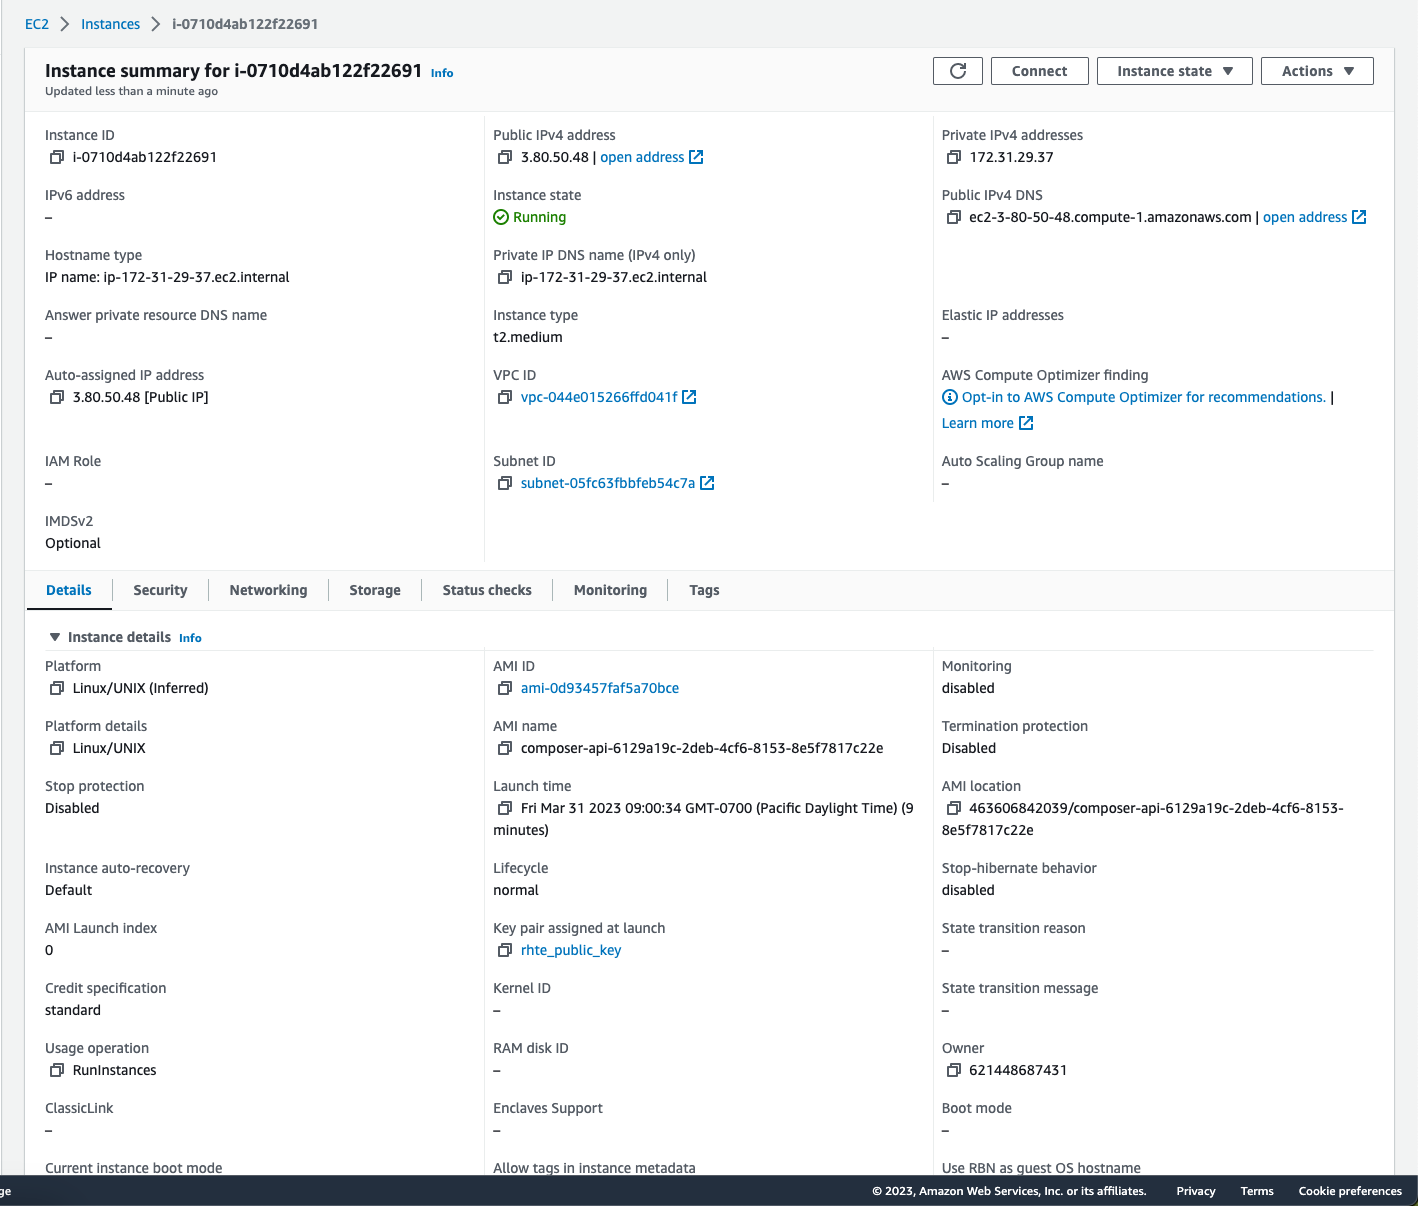 EC2 > Instances > i-0710d4ab122f22691
Instance summary for i-0710d4ab122f22691 Info
Updated less than a minute ago
Connect
Instance state
Actions
Instance ID
i-0710d4ab122f22691
Public IPv4 address
3.80.50.48 | open address
Private IPv4 addresses
172.31.29.37
IPv6 address
–
Instance state
Running
Public IPv4 DNS
ec2-3-80-50-48.compute-1.amazonaws.com | open address
Hostname type
IP name: ip-172-31-29-37.ec2.internal
Private IP DNS name (IPv4 only)
ip-172-31-29-37.ec2.internal
Answer private resource DNS name
–
Instance type
t2.medium
Elastic IP addresses
–
Auto-assigned IP address
3.80.50.48 [Public IP]
VPC ID
vpc-044e015266ffd041f
AWS Compute Optimizer finding
Opt-in to AWS Compute Optimizer for recommendations. |
Learn more
IAM Role
–
Subnet ID
subnet-05fc63fbbfeb54c7a
Auto Scaling Group name
–
IMDSv2
Optional
Details
Security
Networking
Storage
Status checks
Monitoring
Tags
Instance details Info
Platform
Linux/UNIX (Inferred)
AMI ID
ami-0d93457faf5a70bce
Monitoring
disabled
Platform details
Linux/UNIX
AMI name
composer-api-6129a19c-2deb-4cf6-8153-8e5f7817c22e
Termination protection
Disabled
Stop protection
Disabled
Launch time
Fri Mar 31 2023 09:00:34 GMT-0700 (Pacific Daylight Time) (9
minutes)
AMI location
463606842039/composer-api-6129a19c-2deb-4cf6-8153-
8e5f7817c22e
Instance auto-recovery
Default
Lifecycle
normal
Stop-hibernate behavior
disabled
AMI Launch index
0
Key pair assigned at launch
rhte_public_key
State transition reason
–
Credit specification
standard
Kernel ID
–
State transition message
–
Usage operation
RunInstances
RAM disk ID
–
Owner
621448687431
ClassicLink
–
Enclaves Support
–
Boot mode
–
Current instance boot mode
Allow tags in instance metadata
Use RBN as guest OS hostname
ge
© 2023, Amazon Web Services, Inc. or its affiliates.
Privacy
Terms
Cookie preferences